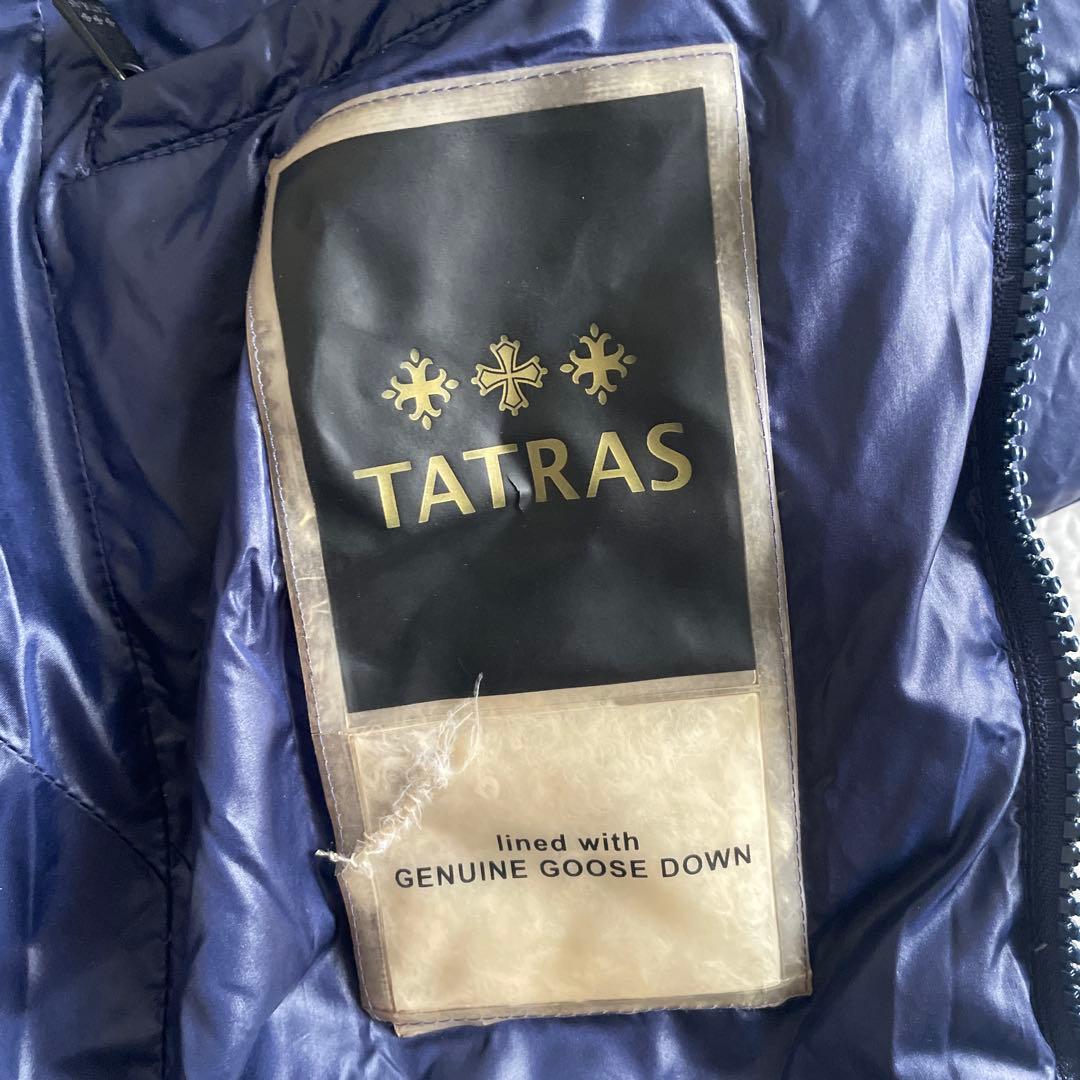 TATRAS
lined with
GENUINE GOOSE DOWN